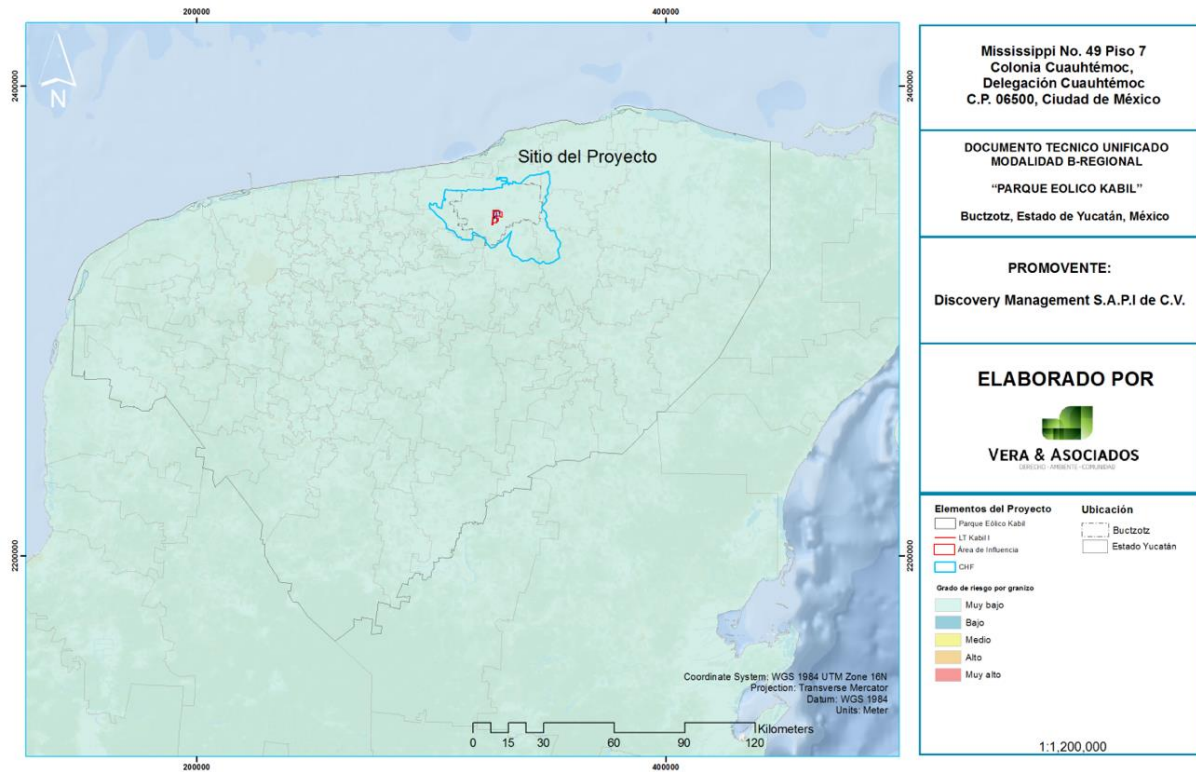 200000
400000
2400000
2400000
N
Sitio del Proyecto
2200000
2200000
Coordinate System: WGS 1984 UTM Zone 16N
Projection: Transverse Mercator
Datum: WGS 1984
Units: Meter
Kilometers
0 15 30 60 90 120
200000
400000
Mississippi No. 49 Piso 7
Colonia Cuauhtémoc,
Delegación Cuauhtémoc
C.P. 06500, Ciudad de México
DOCUMENTO TECNICO UNIFICADO
MODALIDAD B-REGIONAL
“PARQUE EOLICO KABIL”
Buctzotz, Estado de Yucatán, México
PROMOVENTE:
Discovery Management S.A.P.I de C.V.
ELABORADO POR
VERA & ASOCIADOS
DERECHO - AMBIENTE - COMUNIDAD
Elementos del Proyecto
Parque Eólico Kabil
LT Kabil I
Área de Influencia
CHF
Ubicación
Buctzotz
Estado Yucatán
Grado de riesgo por granizo
Muy bajo
Bajo
Medio
Alto
Muy alto
1:1,200,000